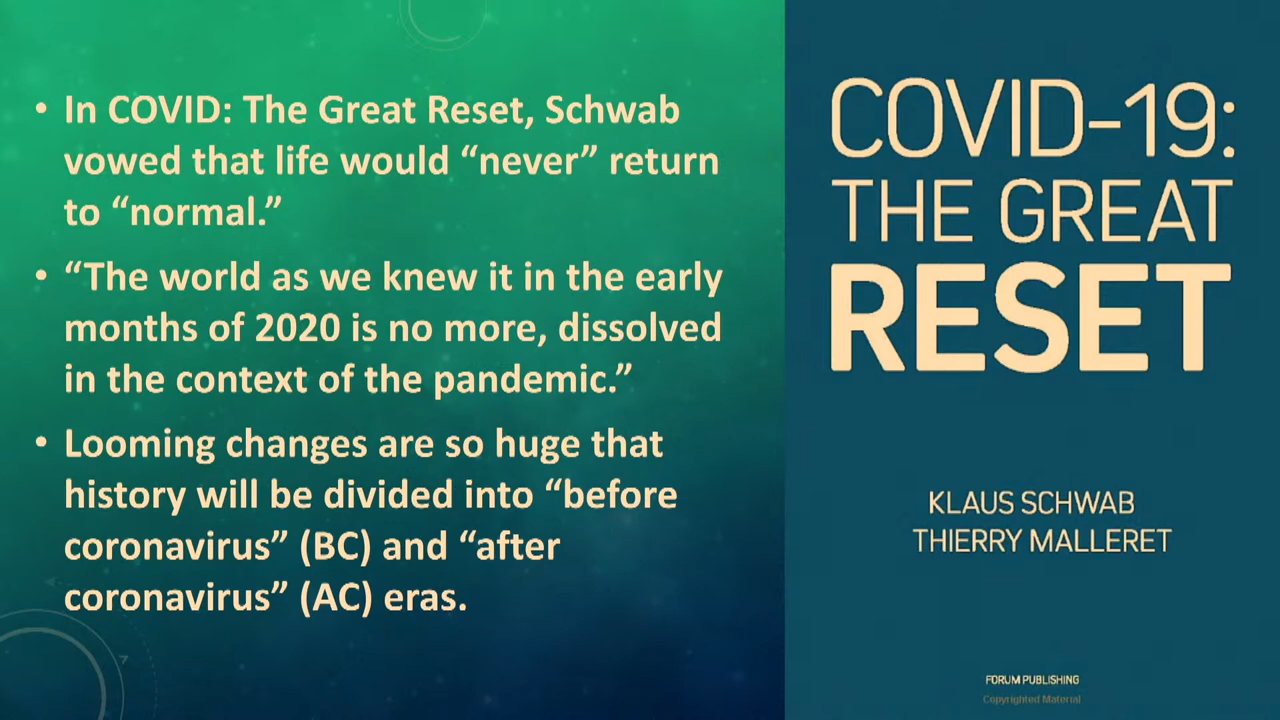 • In COVID: The Great Reset, Schwab
vowed that life would “never” return
to “normal.”
• “The world as we knew it in the early
months of 2020 is no more, dissolved
in the context of the pandemic.”
• Looming changes are so huge that
history will be divided into “before
coronavirus” (BC) and “after
coronavirus” (AC) eras.
COVID-19:
THE GREAT
RESET
KLAUS SCHWAB
THIERRY MALLERET
FORUM PUBLISHING
Copyrighted Material